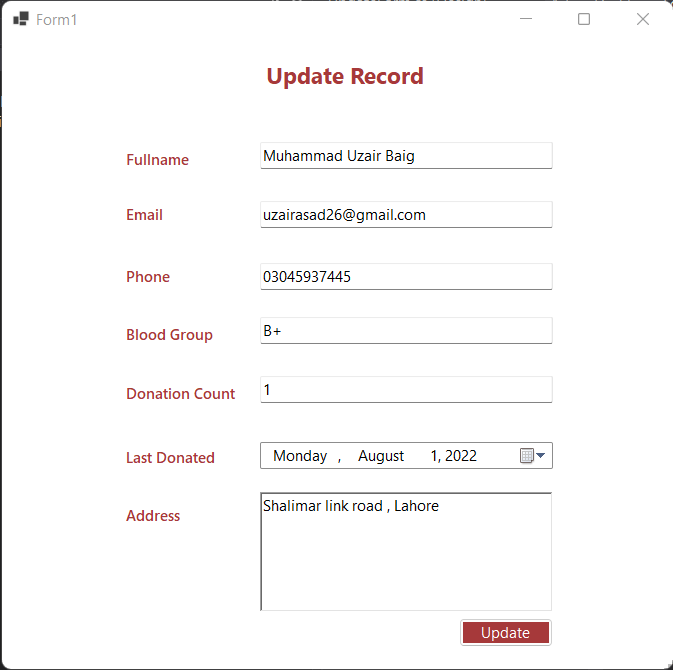 Form1
Update Record
Fullname Muhammad Uzair Baig
Email uzairasad26@gmail.com
Phone 03045937445
Blood Group B+
Donation Count 1
Last Donated Monday , August 1, 2022
Address Shalimar link road , Lahore
Update